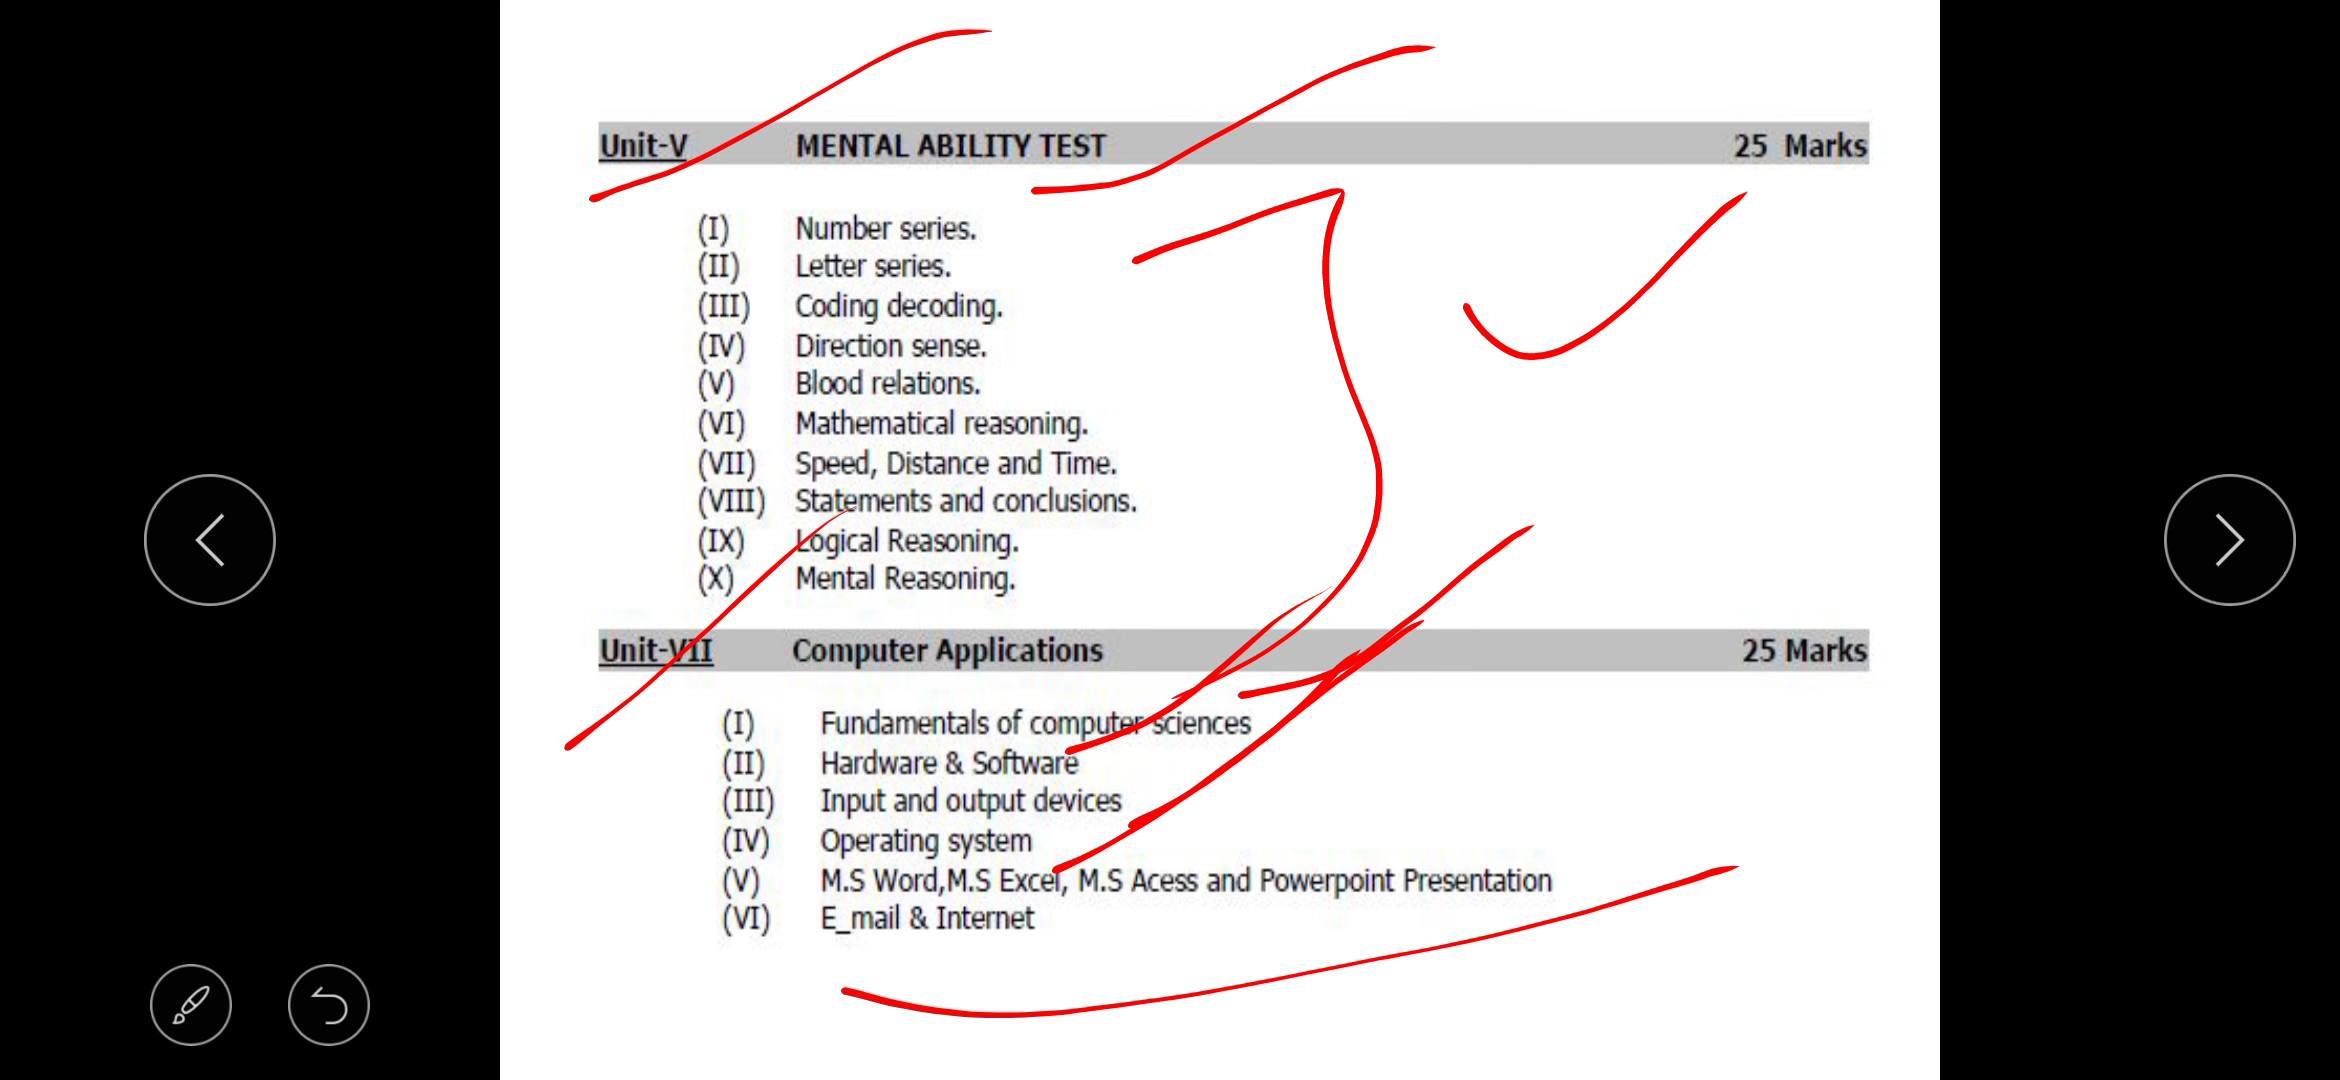 Unit-V MENTAL ABILITY TEST 25 Marks
(I) Number series.
(II) Letter series.
(III) Coding decoding.
(IV) Direction sense.
(V) Blood relations.
(VI) Mathematical reasoning.
(VII) Speed, Distance and Time.
(VIII) Statements and conclusions.
(IX) Logical Reasoning.
(X) Mental Reasoning.
Unit-VII Computer Applications 25 Marks
(I) Fundamentals of computer sciences
(II) Hardware & Software
(III) Input and output devices
(IV) Operating system
(V) M.S Word,M.S Excel, M.S Acess and Powerpoint Presentation
(VI) E_mail & Internet